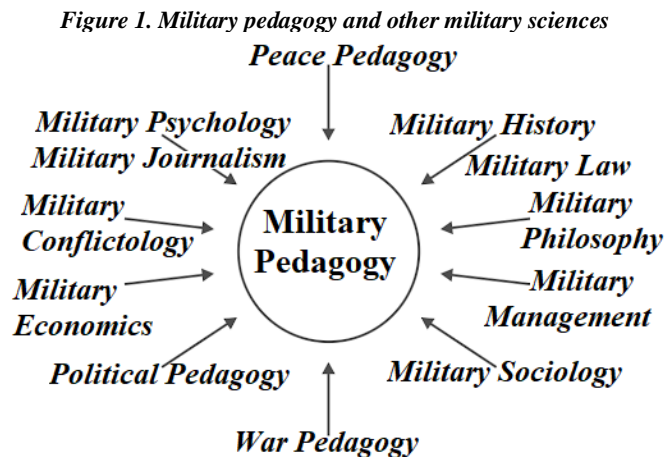 Figure 1. Military pedagogy and other military sciences
Peace Pedagogy
Military Psychology
Military Journalism
Military History
Military Law
Military
Conflictology
Military
Philosophy
Military
Pedagogy
Military
Economics
Military
Management
Political Pedagogy
Military Sociology
War Pedagogy